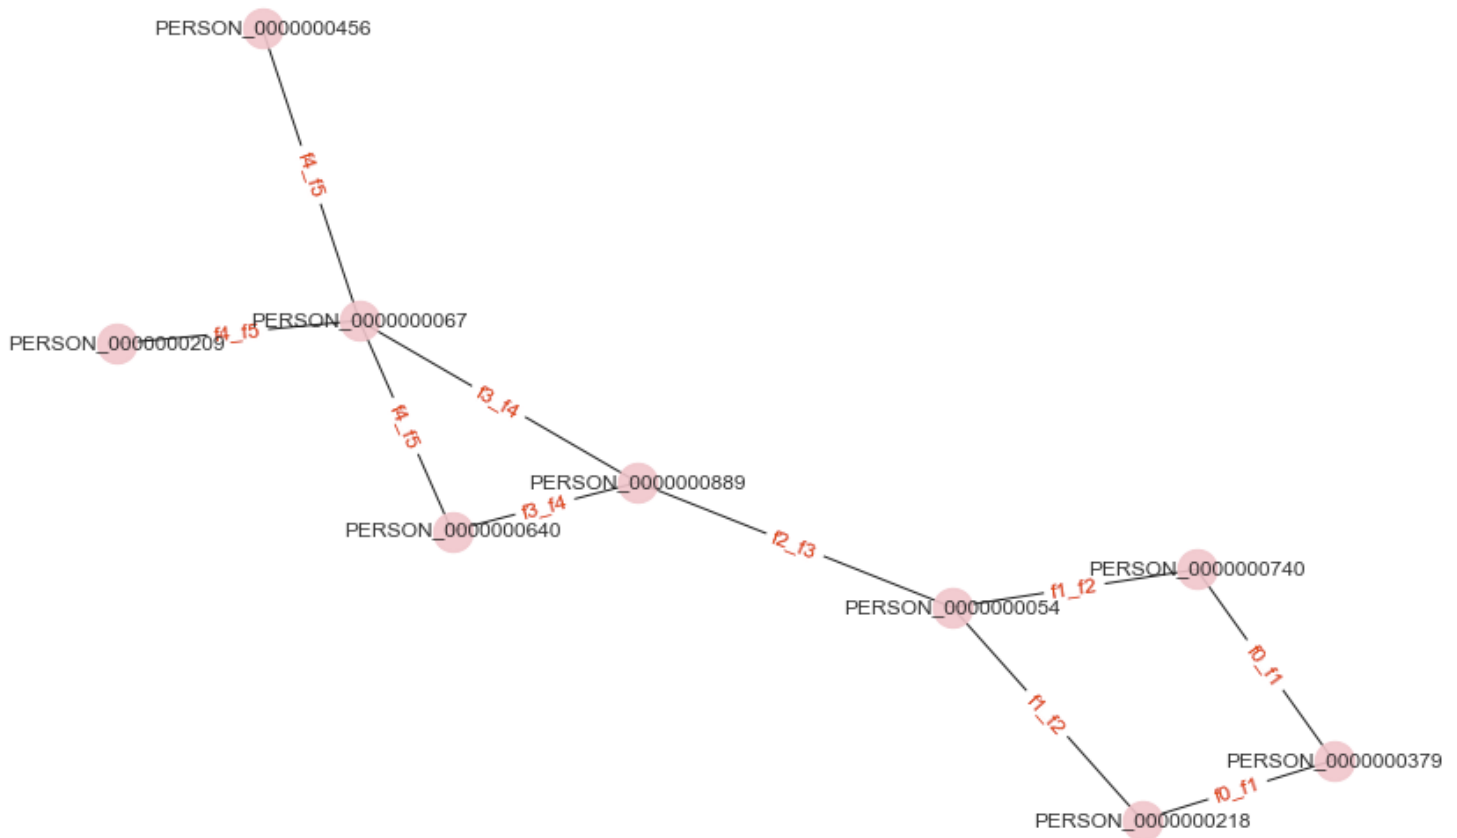 PERSON_0000000456
f4_f5
PERSON_0000000067
f4_f5
PERSON_0000000209
f3_f4
f4_f5
PERSON_0000000889
f3_f4
PERSON_0000000640
f2_f3
PERSON_0000000740
f1_f2
PERSON_0000000054
f0_f1
f1_f2
PERSON_0000000379
f0_f1
PERSON_0000000218